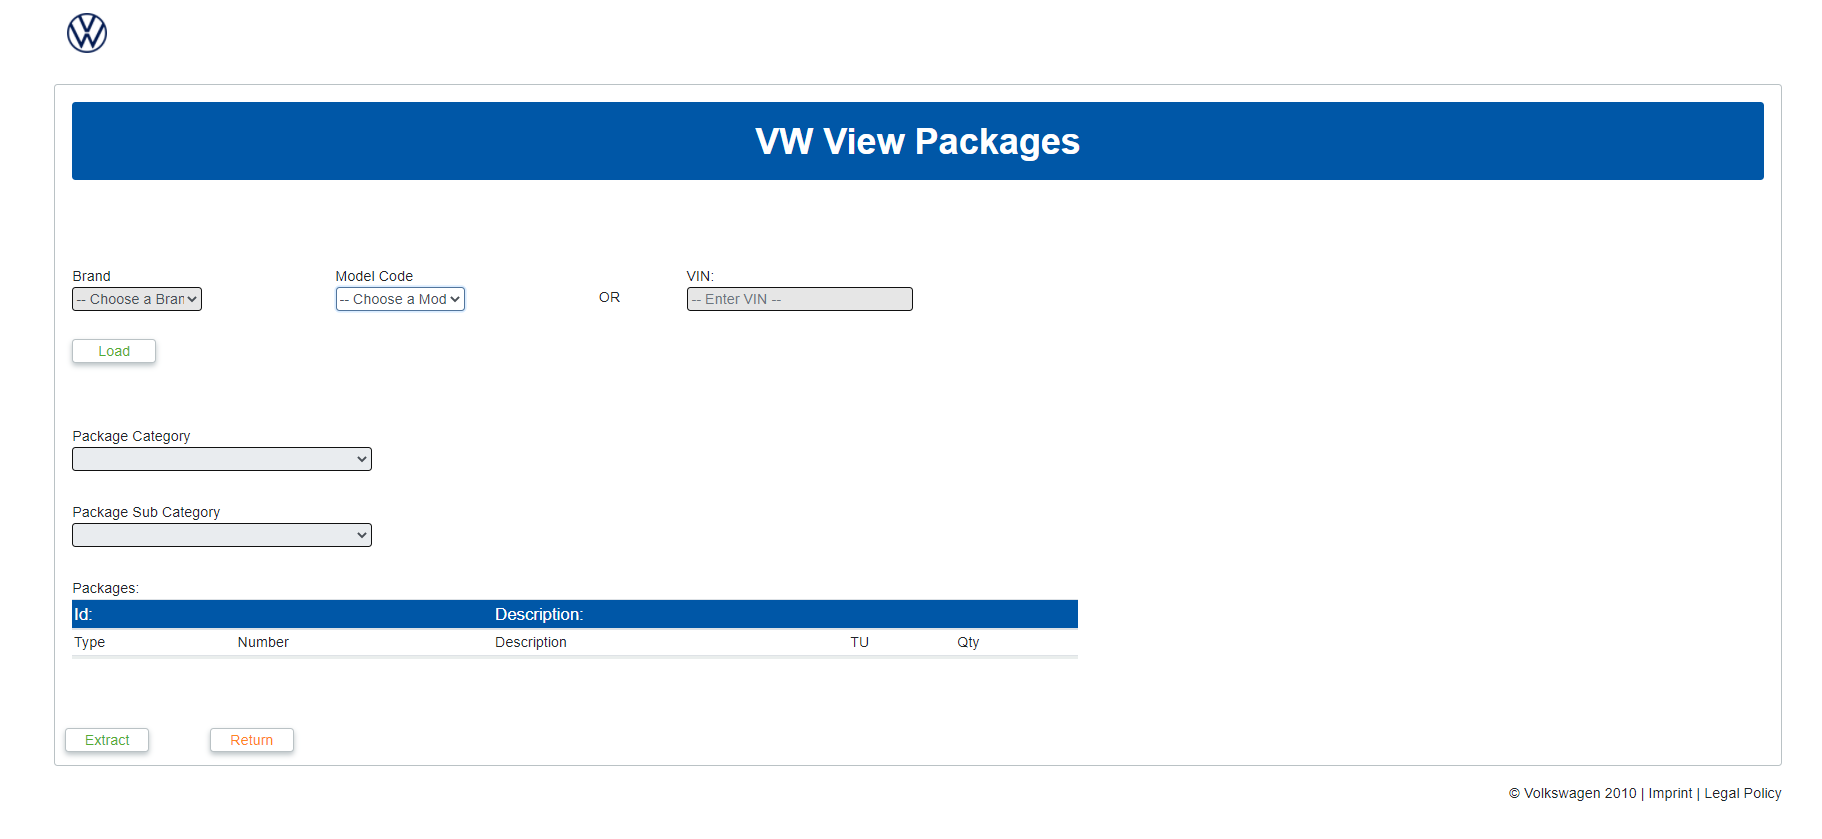 VW View Packages
Brand
Model Code
VIN:
-- Choose a Bran
-- Choose a Mod
OR
-- Enter VIN --
Load
Package Category
Package Sub Category
Packages:
Id:
Description:
Type
Number
Description
TU
Qty
Extract
Return
© Volkswagen 2010 | Imprint | Legal Policy